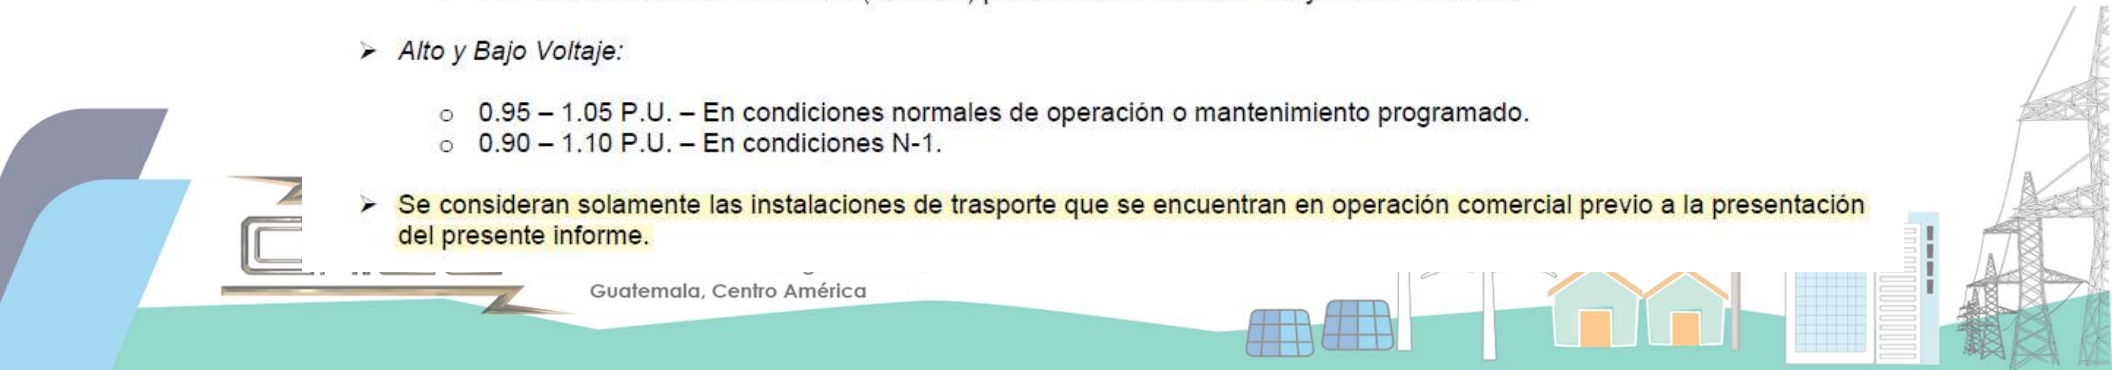 ➢ Alto y Bajo Voltaje:
o 0.95 – 1.05 P.U. – En condiciones normales de operación o mantenimiento programado.
o 0.90 – 1.10 P.U. – En condiciones N-1.
➢ Se consideran solamente las instalaciones de trasporte que se encuentran en operación comercial previo a la presentación
del presente informe.
Guatemala, Centro América